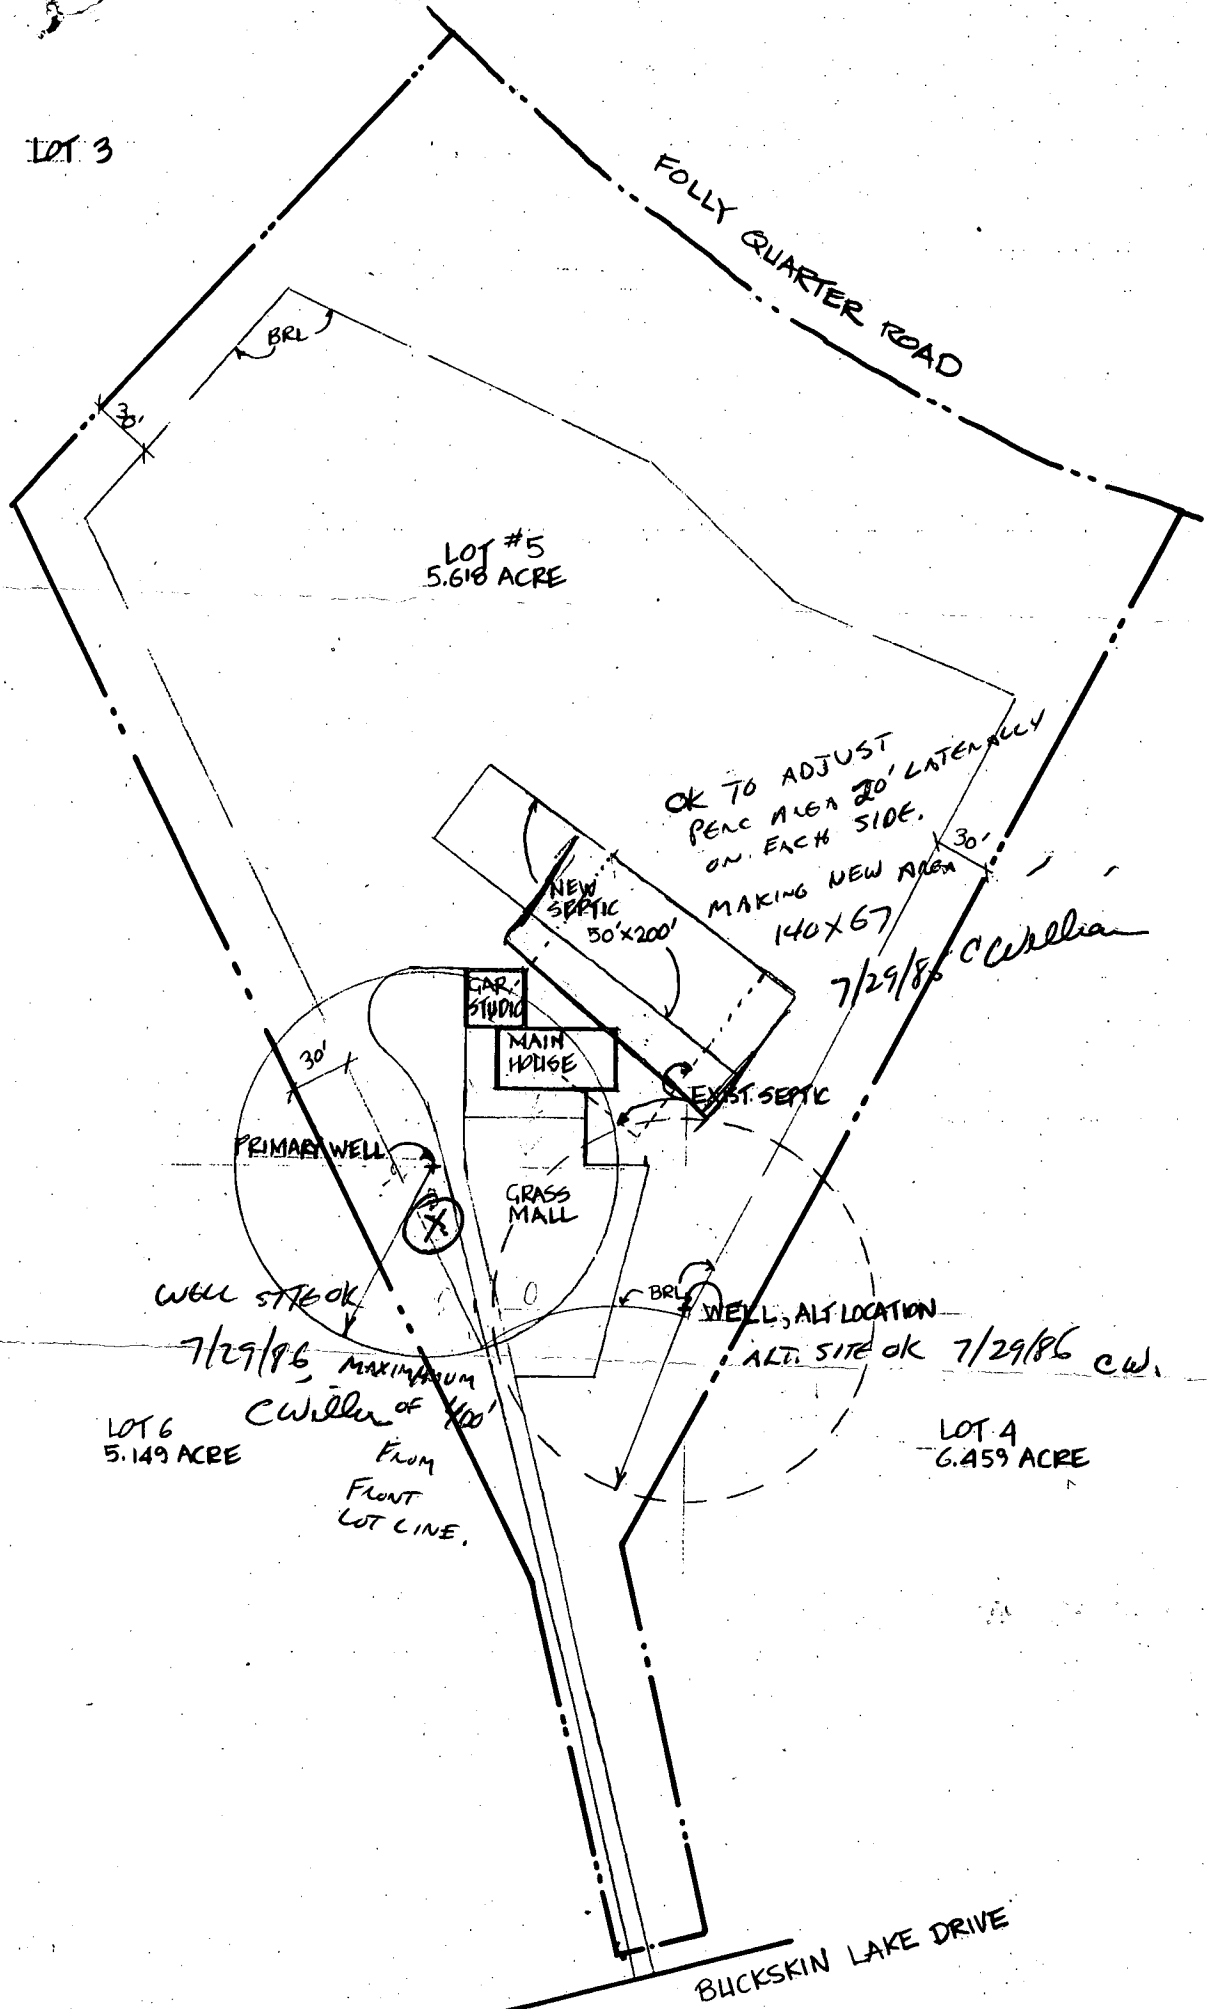 LOT 3
FOLLY QUARTER ROAD
BRL
30'
LOT #5
5.618 ACRE
OK TO ADJUST
PERC AREA 20' LATERALLY
ON EACH SIDE.
MAKING NEW AREA
140X67
7/29/86 CWilliam
30'
NEW
SEPTIC
50'X200'
GAR./
STUDIO
MAIN
HOUSE
30'
EXIST. SEPTIC
PRIMARY WELL
GRASS
MALL
X
WELL SITE OK
7/29/86, MAXIMUM
OF 400'
FROM
FRONT
LOT LINE.
BRL
WELL, ALT LOCATION
ALT. SITE OK 7/29/86 CW.
LOT 6
5.149 ACRE
LOT 4
6.459 ACRE
BUCKSKIN LAKE DRIVE